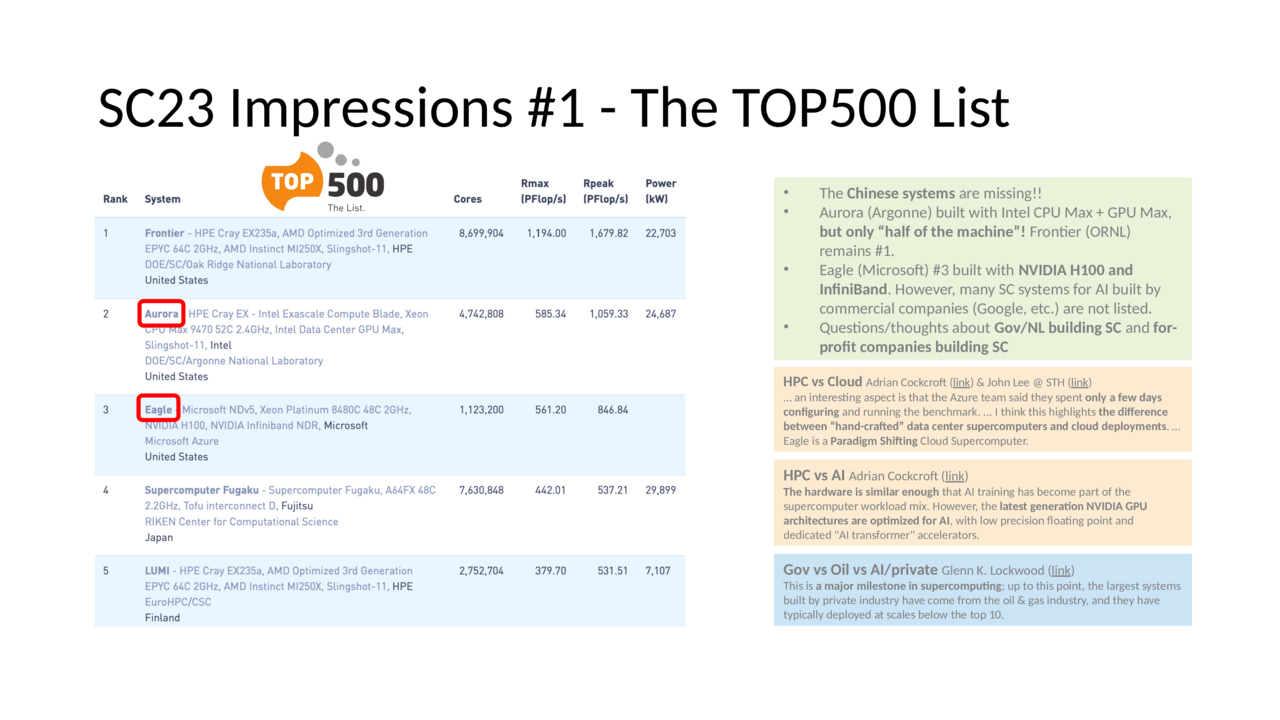 SC23 Impressions #1 - The TOP500 List
TOP 500
The List.
Rank System Cores Rmax (PFlop/s) Rpeak (PFlop/s) Power (kW)
1 Frontier - HPE Cray EX235a, AMD Optimized 3rd Generation 8,699,904 1,194.00 1,679.82 22,703
EPYC 64C 2GHz, AMD Instinct MI250X, Slingshot-11, HPE
DOE/SC/Oak Ridge National Laboratory
United States
2 Aurora - HPE Cray EX - Intel Exascale Compute Blade, Xeon 4,742,808 585.34 1,059.33 24,687
CPU Max 9470 52C 2.4GHz, Intel Data Center GPU Max,
Slingshot-11, Intel
DOE/SC/Argonne National Laboratory
United States
3 Eagle - Microsoft NDv5, Xeon Platinum 8480C 48C 2GHz, 1,123,200 561.20 846.84
NVIDIA H100, NVIDIA Infiniband NDR, Microsoft
Microsoft Azure
United States
4 Supercomputer Fugaku - Supercomputer Fugaku, A64FX 48C 7,630,848 442.01 537.21 29,899
2.2GHz, Tofu interconnect D, Fujitsu
RIKEN Center for Computational Science
Japan
5 LUMI - HPE Cray EX235a, AMD Optimized 3rd Generation 2,752,704 379.70 531.51 7,107
EPYC 64C 2GHz, AMD Instinct MI250X, Slingshot-11, HPE
EuroHPC/CSC
Finland
• The Chinese systems are missing!!
• Aurora (Argonne) built with Intel CPU Max + GPU Max,
but only “half of the machine”! Frontier (ORNL)
remains #1.
• Eagle (Microsoft) #3 built with NVIDIA H100 and
InfiniBand. However, many SC systems for AI built by
commercial companies (Google, etc.) are not listed.
• Questions/thoughts about Gov/NL building SC and for-
profit companies building SC
HPC vs Cloud Adrian Cockcroft (link) & John Lee @ STH (link)
... an interesting aspect is that the Azure team said they spent only a few days
configuring and running the benchmark. ... I think this highlights the difference
between “hand-crafted” data center supercomputers and cloud deployments. ...
Eagle is a Paradigm Shifting Cloud Supercomputer.
HPC vs AI Adrian Cockcroft (link)
The hardware is similar enough that AI training has become part of the
supercomputer workload mix. However, the latest generation NVIDIA GPU
architectures are optimized for AI, with low precision floating point and
dedicated "AI transformer" accelerators.
Gov vs Oil vs AI/private Glenn K. Lockwood (link)
This is a major milestone in supercomputing; up to this point, the largest systems
built by private industry have come from the oil & gas industry, and they have
typically deployed at scales below the top 10.